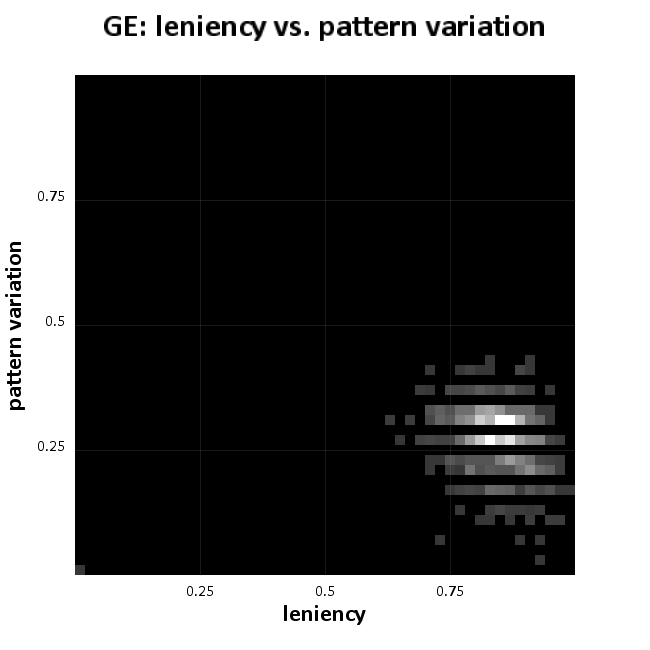 GE: leniency vs. pattern variation
0.75
0.5
0.25
pattern variation
0.25 0.5 0.75
leniency